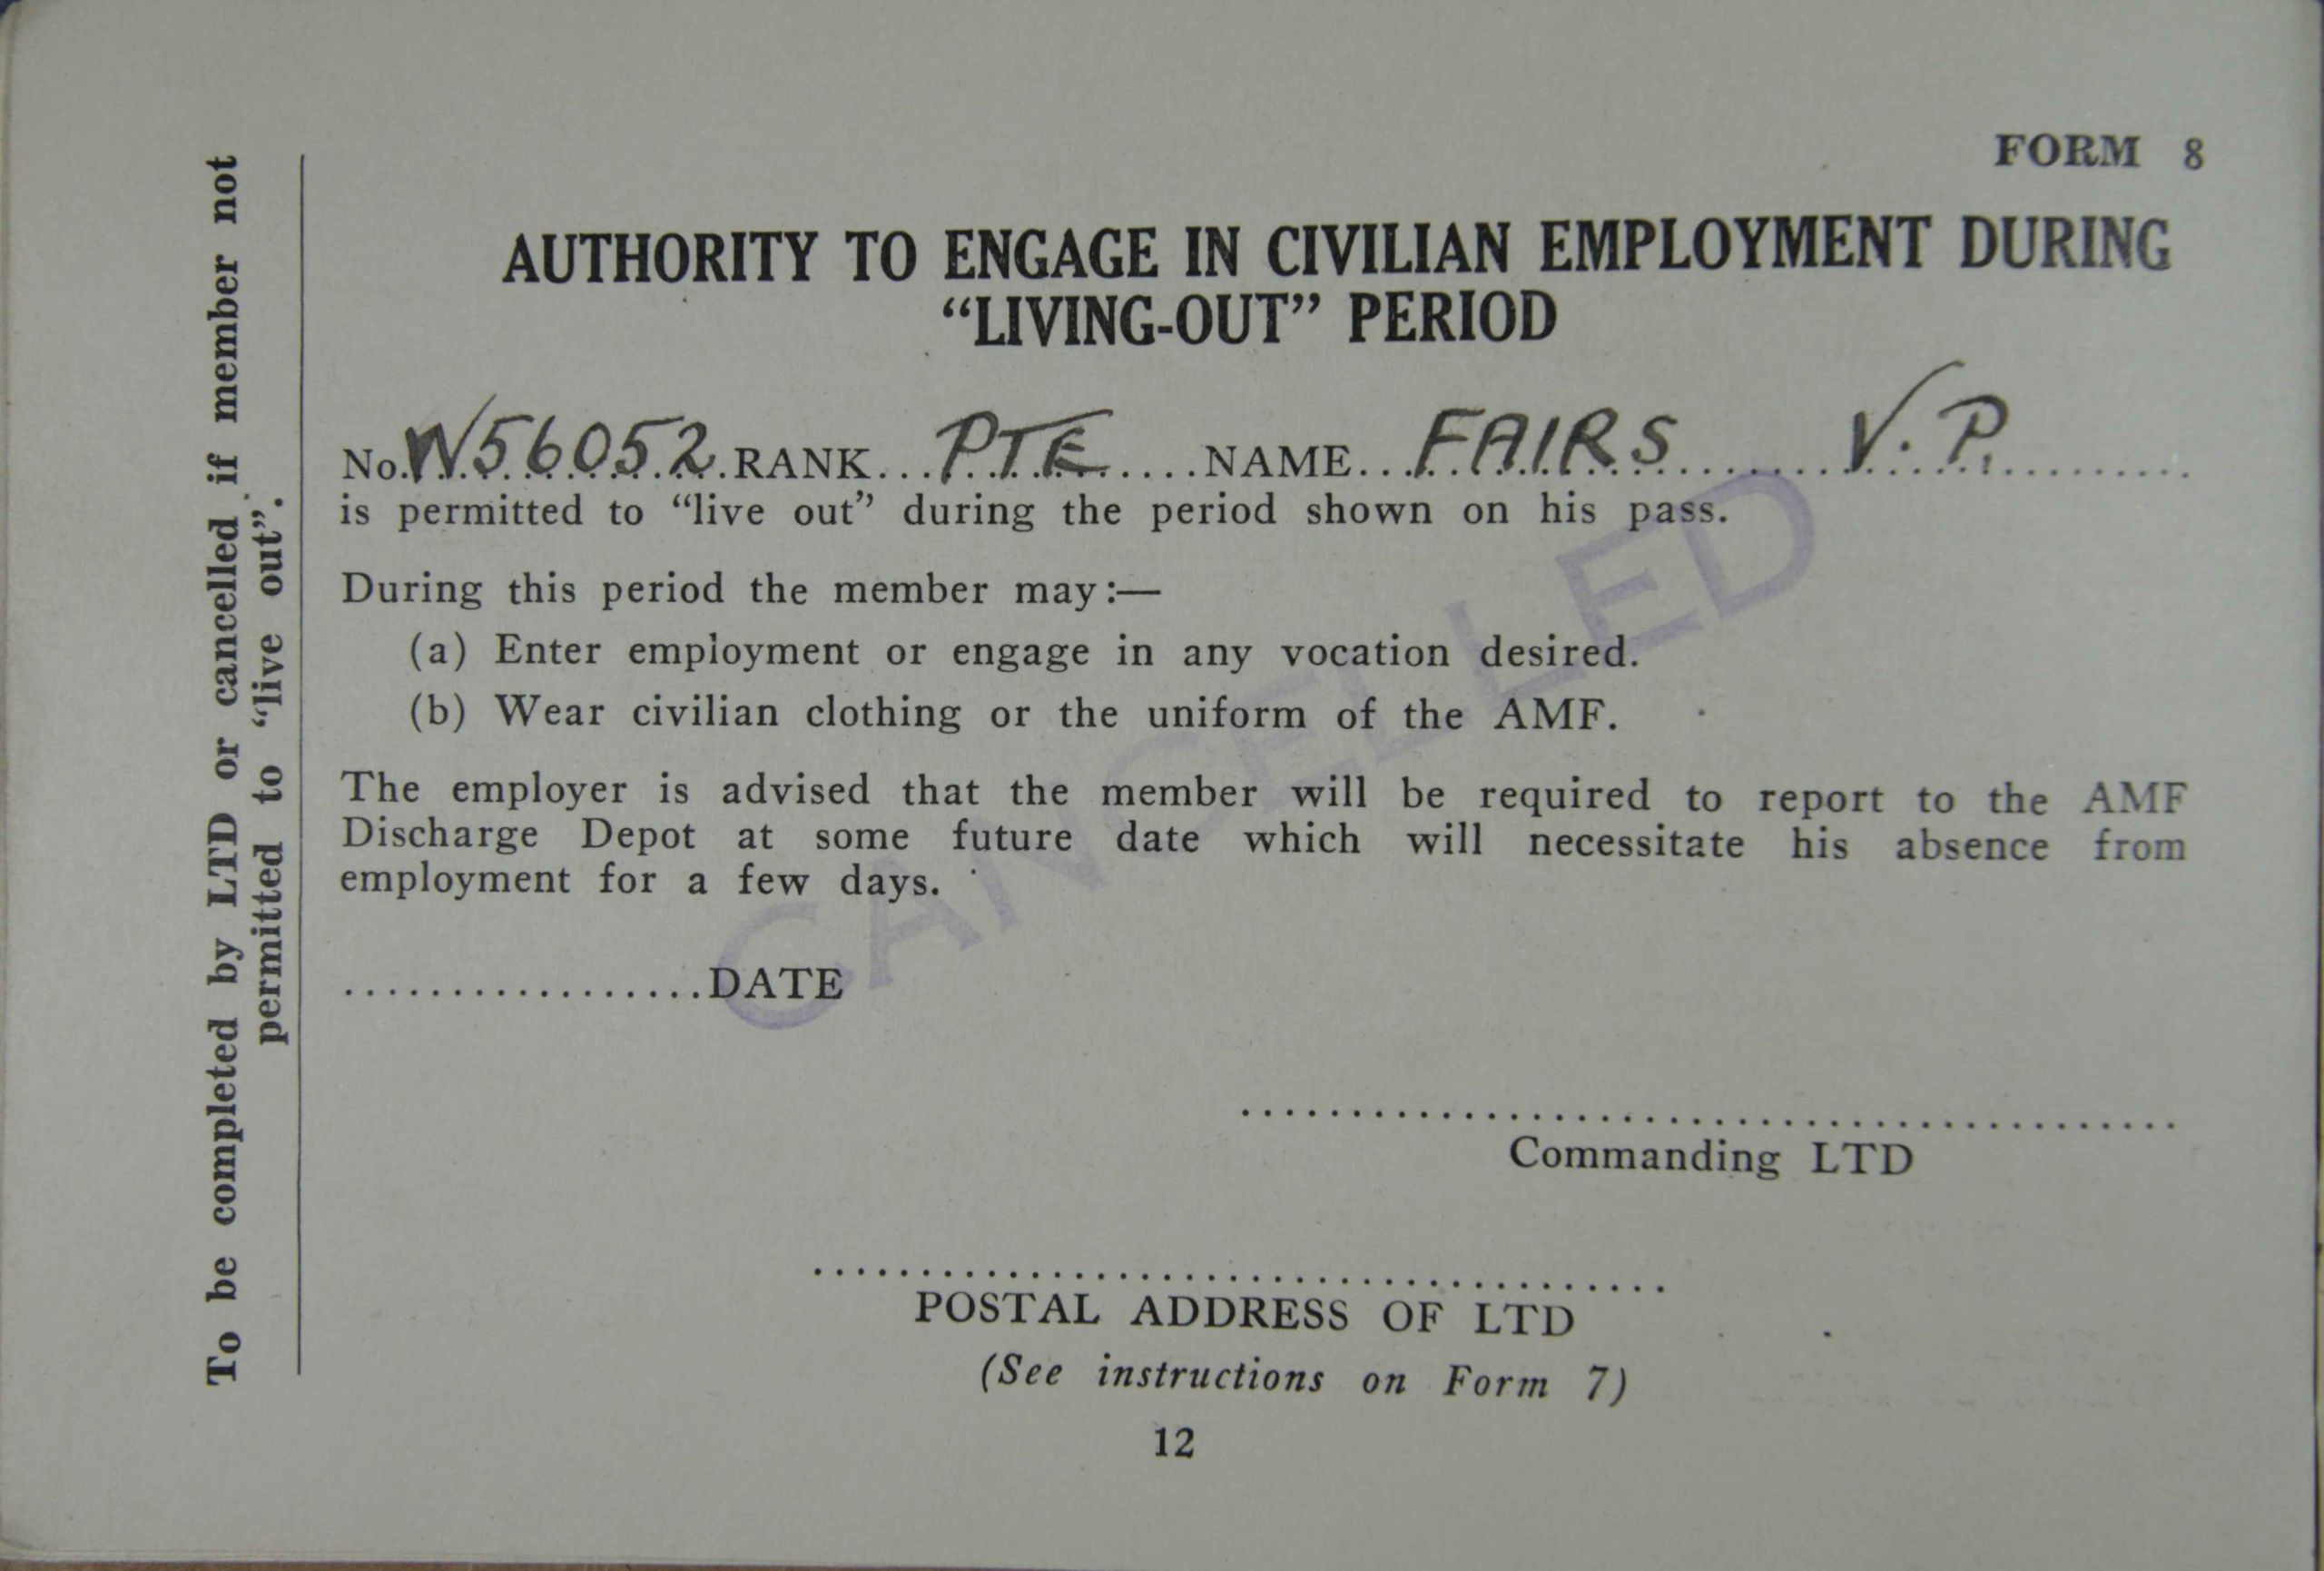 FORM 8
AUTHORITY TO ENGAGE IN CIVILIAN EMPLOYMENT DURING
“LIVING-OUT” PERIOD
No. W56052 RANK... PTE ....NAME... FAIRS V. P.
is permitted to “live out” during the period shown on his pass.
During this period the member may:—
(a) Enter employment or engage in any vocation desired.
(b) Wear civilian clothing or the uniform of the AMF.
The employer is advised that the member will be required to report to the AMF
Discharge Depot at some future date which will necessitate his absence from
employment for a few days.
CANCELLED
..................DATE
Commanding LTD
POSTAL ADDRESS OF LTD
(See instructions on Form 7)
12
To be completed by LTD or cancelled if member not
permitted to “live out”.